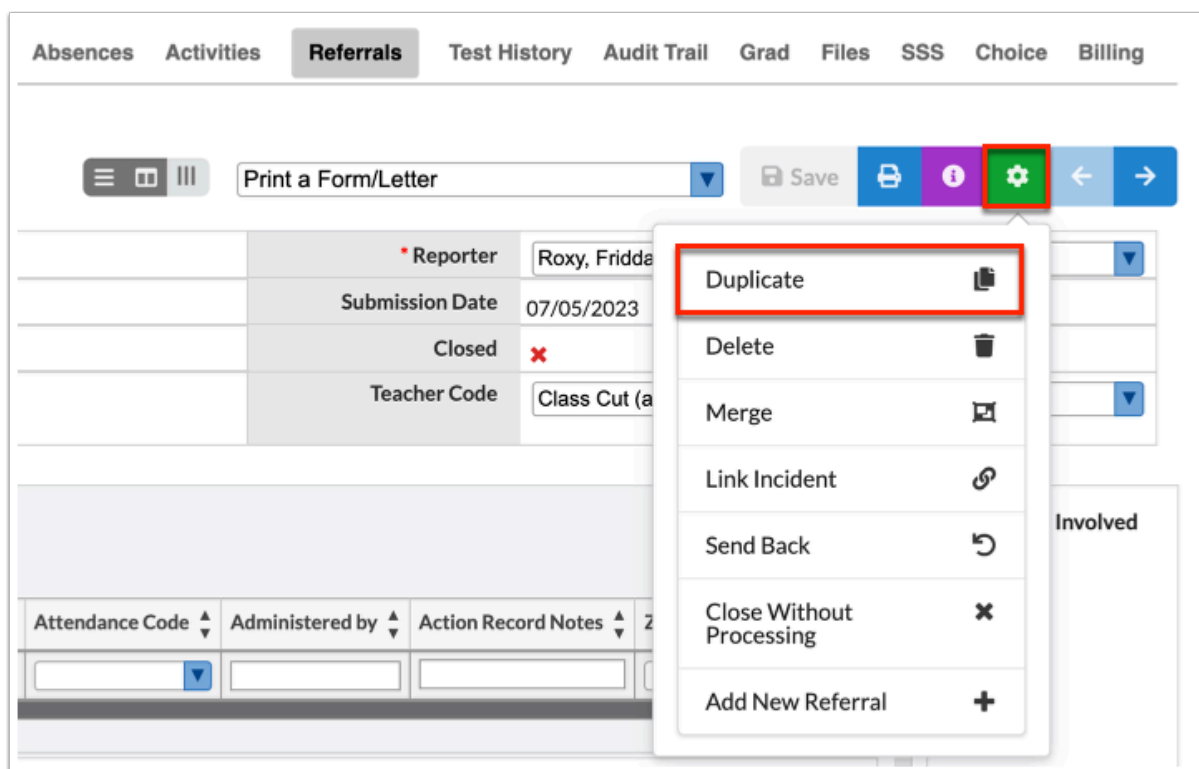 Absences Activities Referrals Test History Audit Trail Grad Files SSS Choice Billing
Print a Form/Letter Save
* Reporter Roxy, Fridda
Submission Date 07/05/2023
Closed
Teacher Code Class Cut (a
Duplicate
Delete
Merge
Link Incident
Send Back
Close Without
Processing
Add New Referral
Involved
Attendance Code Administered by Action Record Notes